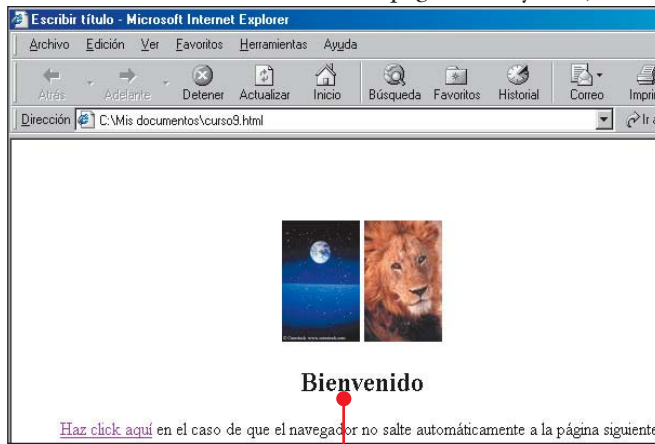 Escribir título - Microsoft Internet Explorer
Archivo Edición Ver Favoritos Herramientas Ayuda
Atrás Adelante Detener Actualizar Inicio Búsqueda Favoritos Historial Correo
Dirección C:\Mis documentos\curso9.html Ir a
Bienvenido
Haz click aquí en el caso de que el navegador no salte automáticamente a la página siguiente